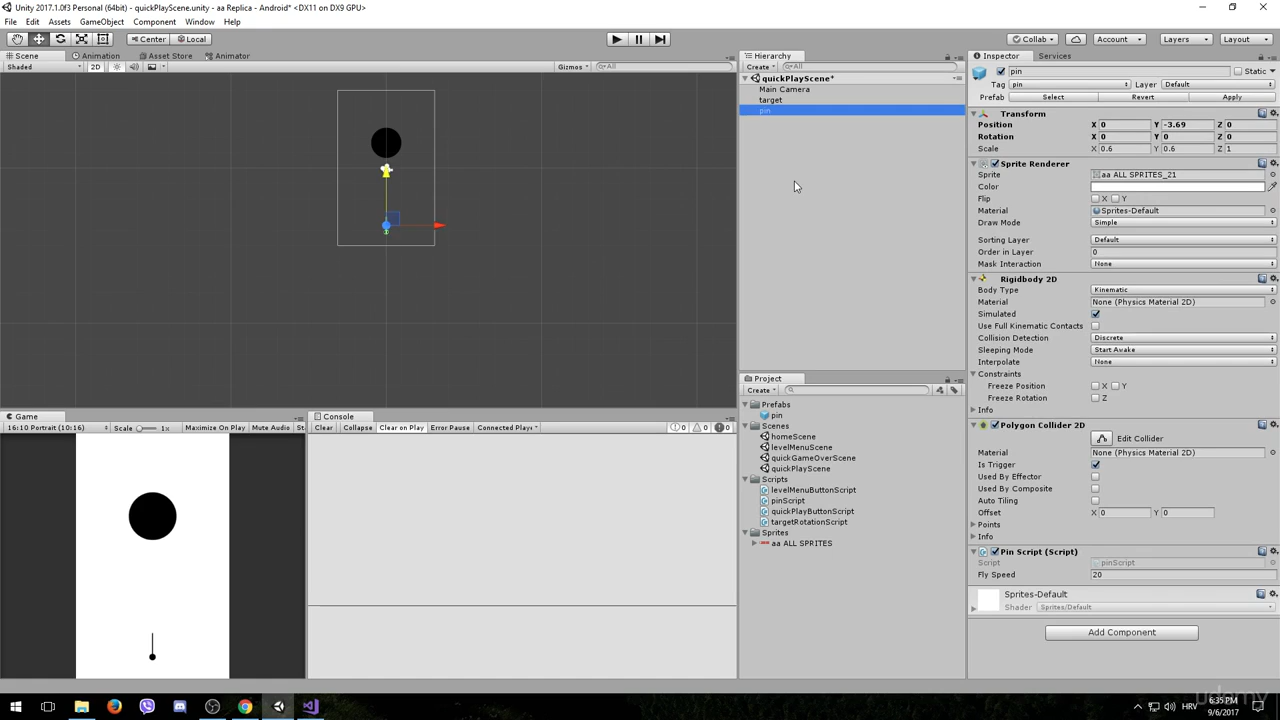 Unity 2017.1.0f3 Personal (64bit) - quickPlayScene.unity - aa Replica - Android* <DX11 on DX9 GPU>
File Edit Assets GameObject Component Window Help
Center Local Collab Account Layers Layout
Scene Animation Asset Store Animator
Shaded 2D Gizmos All
Hierarchy
Create All
quickPlayScene*
Main Camera
target
pin
Inspector Services
pin Static
Tag pin Layer Default
Prefab Select Revert Apply
Transform
Position X 0 Y -3.69 Z 0
Rotation X 0 Y 0 Z 0
Scale X 0.6 Y 0.6 Z 1
Sprite Renderer
Sprite aa ALL SPRITES_21
Color
Flip X Y
Material Sprites-Default
Draw Mode Simple
Sorting Layer Default
Order in Layer 0
Mask Interaction None
Rigidbody 2D
Body Type Kinematic
Material None (Physics Material 2D)
Simulated
Use Full Kinematic Contacts
Collision Detection Discrete
Sleeping Mode Start Awake
Interpolate None
Constraints
Freeze Position X Y
Freeze Rotation Z
Info
Polygon Collider 2D
Edit Collider
Material None (Physics Material 2D)
Is Trigger
Used By Effector
Used By Composite
Auto Tiling
Offset X 0 Y 0
Points
Info
Pin Script (Script)
Script pinScript
Fly Speed 20
Sprites-Default
Shader Sprites/Default
Add Component
Project
Create
Prefabs
pin
Scenes
homeScene
levelMenuScene
quickGameOverScene
quickPlayScene
Scripts
levelMenuButtonScript
pinScript
quickPlayButtonScript
targetRotationScript
Sprites
aa ALL SPRITES
Game
16:10 Portrait (10:16) Scale 1x Maximize On Play Mute Audio St
Console
Clear Collapse Clear on Play Error Pause Connected Play 0 0 0
udemy
HRV 6:35 PM
9/6/2017